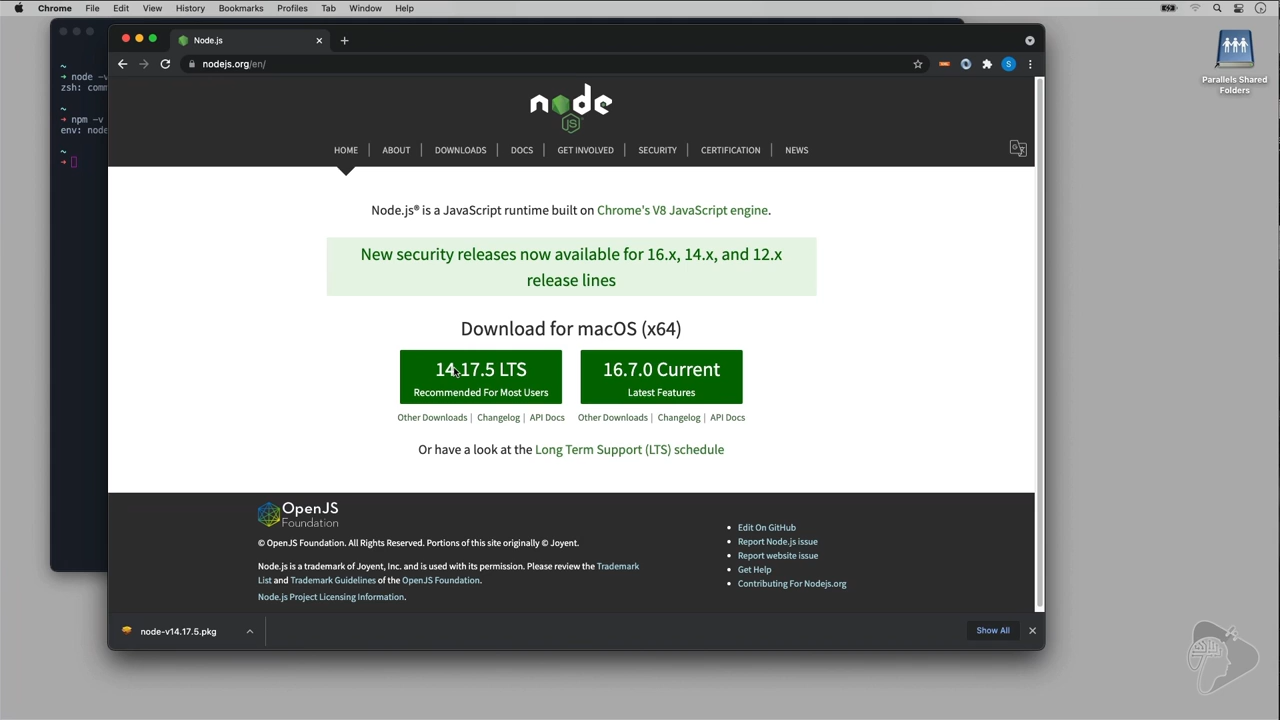 Chrome File Edit View History Bookmarks Profiles Tab Window Help
Node.js
nodejs.org/en/
S
Parallels Shared
Folders
~
→ node -v
zsh: comm
~
→ npm -v
env: node
~
→
node
JS
HOME | ABOUT | DOWNLOADS | DOCS | GET INVOLVED | SECURITY | CERTIFICATION | NEWS
Node.js® is a JavaScript runtime built on Chrome's V8 JavaScript engine.
New security releases now available for 16.x, 14.x, and 12.x
release lines
Download for macOS (x64)
14.17.5 LTS
Recommended For Most Users
16.7.0 Current
Latest Features
Other Downloads | Changelog | API Docs
Other Downloads | Changelog | API Docs
Or have a look at the Long Term Support (LTS) schedule
OpenJS
Foundation
© OpenJS Foundation. All Rights Reserved. Portions of this site originally © Joyent.
Node.js is a trademark of Joyent, Inc. and is used with its permission. Please review the Trademark
List and Trademark Guidelines of the OpenJS Foundation.
Node.js Project Licensing Information.
• Edit On GitHub
• Report Node.js issue
• Report website issue
• Get Help
• Contributing For Nodejs.org
node-v14.17.5.pkg
Show All